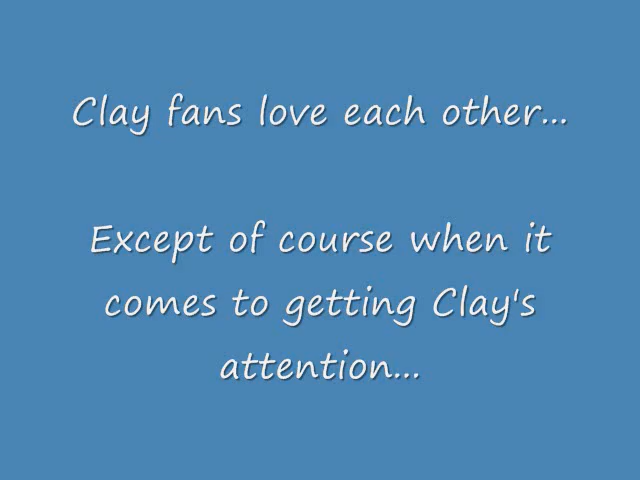 Clay fans love each other...
Except of course when it
comes to getting Clay's
attention...